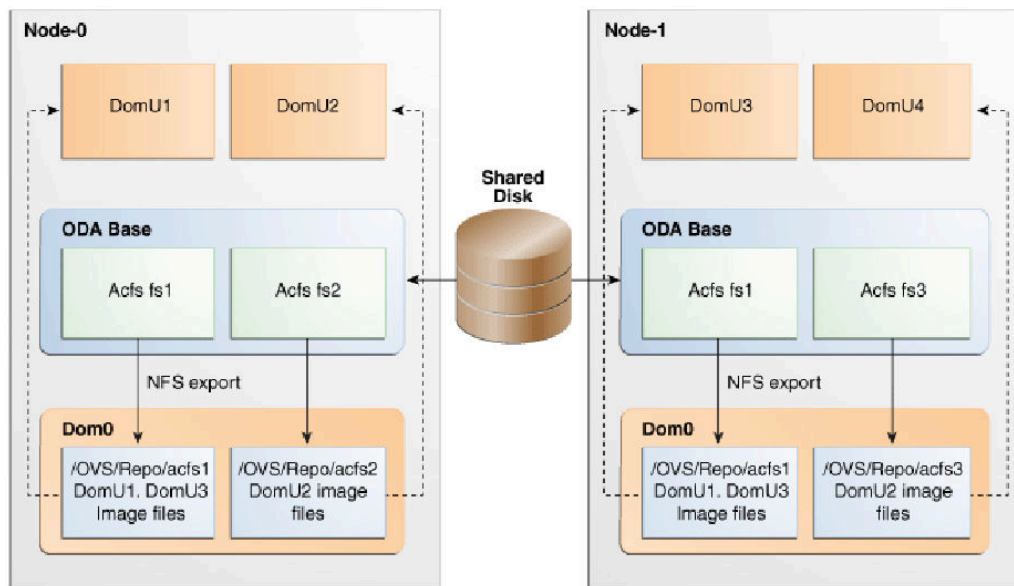 Node-0
DomU1
DomU2
ODA Base
Acfs fs1
Acfs fs2
NFS export
Dom0
/OVS/Repo/acfs1
DomU1. DomU3
Image files
/OVS/Repo/acfs2
DomU2 image
files
Shared
Disk
Node-1
DomU3
DomU4
ODA Base
Acfs fs1
Acfs fs3
NFS export
Dom0
/OVS/Repo/acfs1
DomU1. DomU3
Image files
/OVS/Repo/acfs3
DomU2 image
files